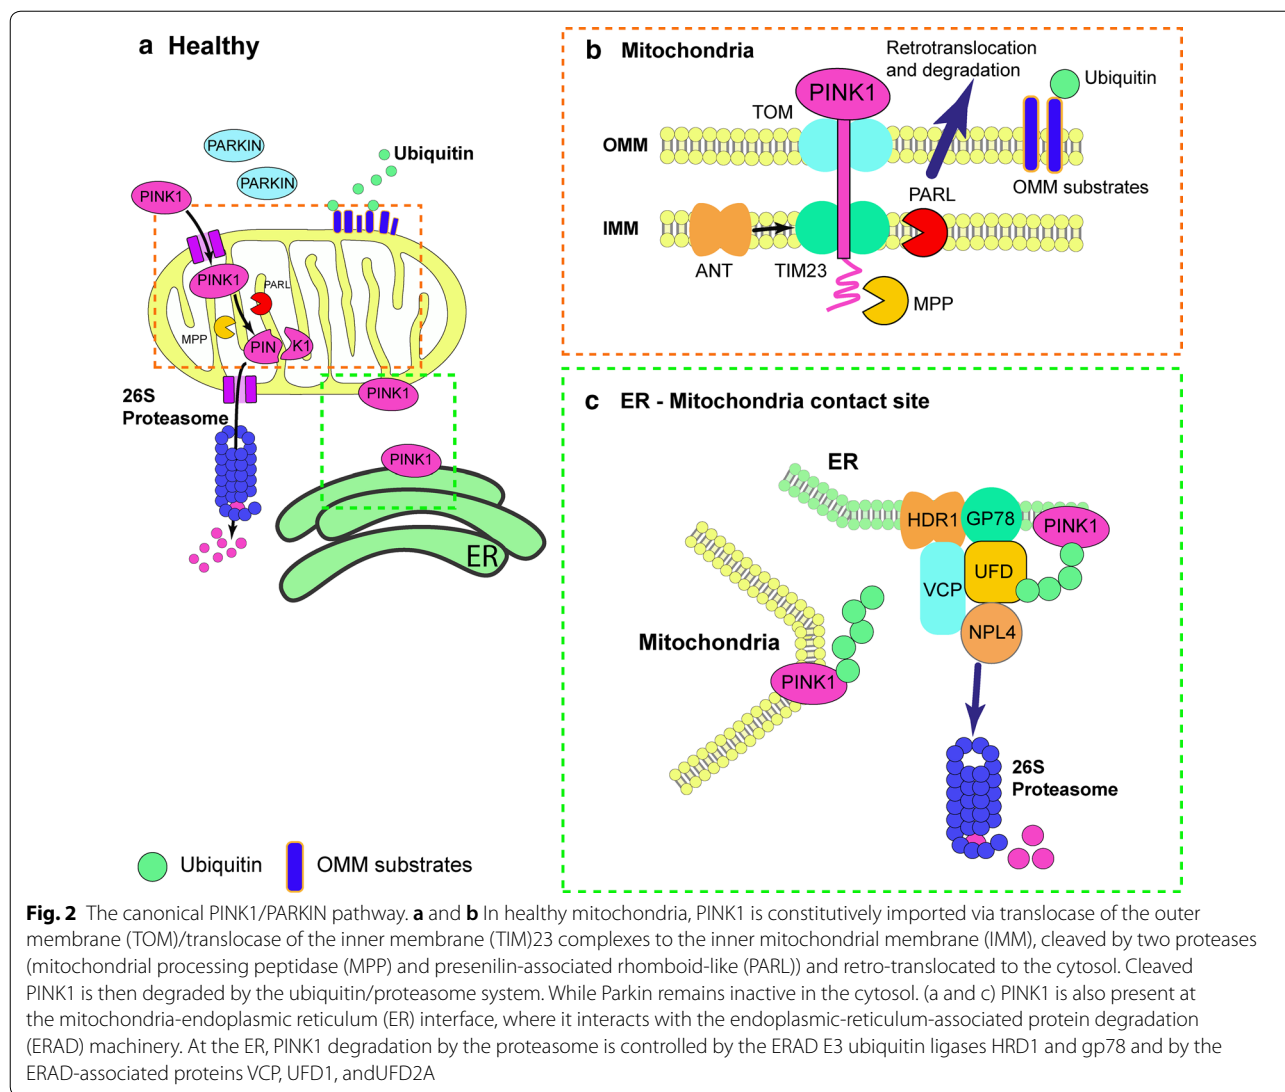 a Healthy
PARKIN
PARKIN
Ubiquitin
PINK1
PINK1
PARL
MPP
PIN
K1
26S
Proteasome
PINK1
PINK1
ER
Ubiquitin
OMM substrates
b Mitochondria
Retrotranslocation
and degradation
PINK1
Ubiquitin
TOM
OMM
OMM substrates
PARL
IMM
ANT
TIM23
MPP
c ER - Mitochondria contact site
ER
HDR1
GP78
PINK1
VCP
UFD
NPL4
Mitochondria
PINK1
26S
Proteasome
Fig. 2 The canonical PINK1/PARKIN pathway. a and b In healthy mitochondria, PINK1 is constitutively imported via translocase of the outer
membrane (TOM)/translocase of the inner membrane (TIM)23 complexes to the inner mitochondrial membrane (IMM), cleaved by two proteases
(mitochondrial processing peptidase (MPP) and presenilin-associated rhomboid-like (PARL)) and retro-translocated to the cytosol. Cleaved
PINK1 is then degraded by the ubiquitin/proteasome system. While Parkin remains inactive in the cytosol. (a and c) PINK1 is also present at
the mitochondria-endoplasmic reticulum (ER) interface, where it interacts with the endoplasmic-reticulum-associated protein degradation
(ERAD) machinery. At the ER, PINK1 degradation by the proteasome is controlled by the ERAD E3 ubiquitin ligases HRD1 and gp78 and by the
ERAD-associated proteins VCP, UFD1, andUFD2A